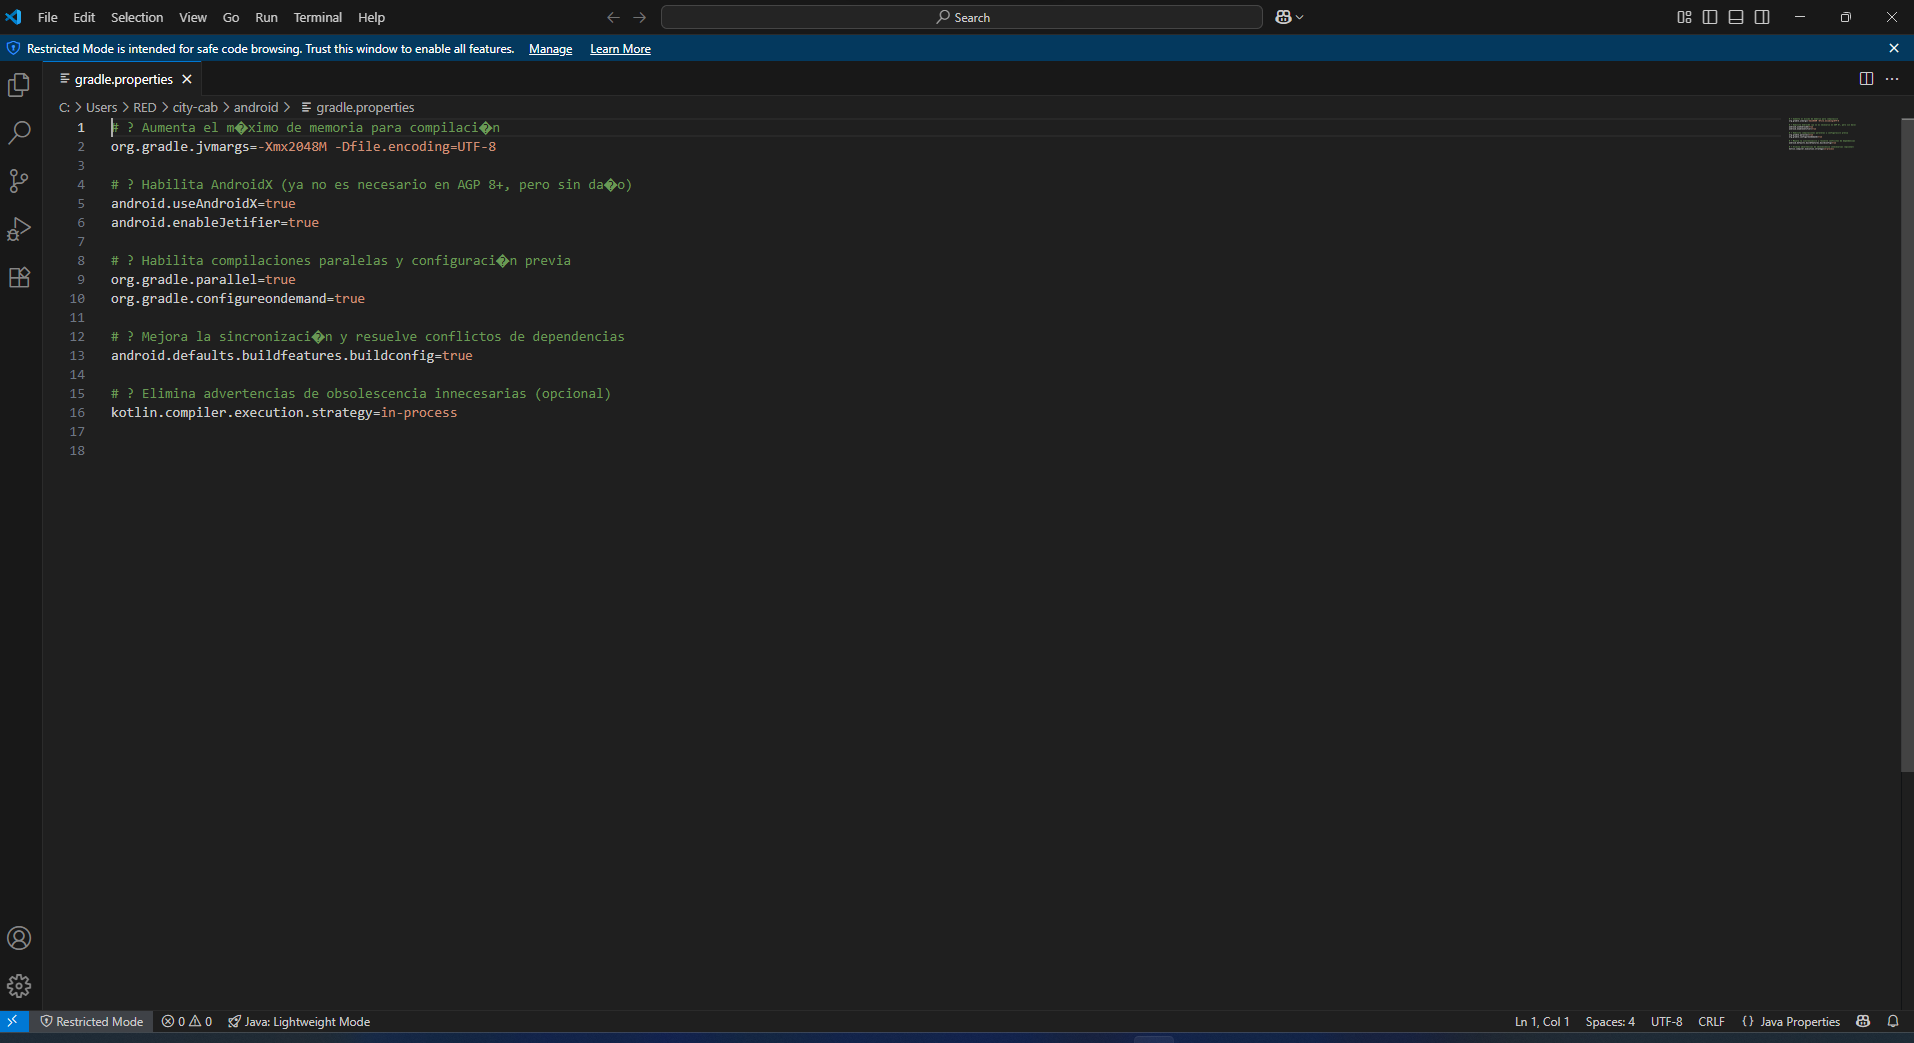 File Edit Selection View Go Run Terminal Help
Search
Restricted Mode is intended for safe code browsing. Trust this window to enable all features. Manage Learn More
gradle.properties
C: > Users > RED > city-cab > android > gradle.properties
1 # ? Aumenta el m�ximo de memoria para compilaci�n
2 org.gradle.jvmargs=-Xmx2048M -Dfile.encoding=UTF-8
3
4 # ? Habilita AndroidX (ya no es necesario en AGP 8+, pero sin da�o)
5 android.useAndroidX=true
6 android.enableJetifier=true
7
8 # ? Habilita compilaciones paralelas y configuraci�n previa
9 org.gradle.parallel=true
10 org.gradle.configureondemand=true
11
12 # ? Mejora la sincronizaci�n y resuelve conflictos de dependencias
13 android.defaults.buildfeatures.buildconfig=true
14
15 # ? Elimina advertencias de obsolescencia innecesarias (opcional)
16 kotlin.compiler.execution.strategy=in-process
17
18
Restricted Mode 0 0 Java: Lightweight Mode Ln 1, Col 1 Spaces: 4 UTF-8 CRLF {} Java Properties